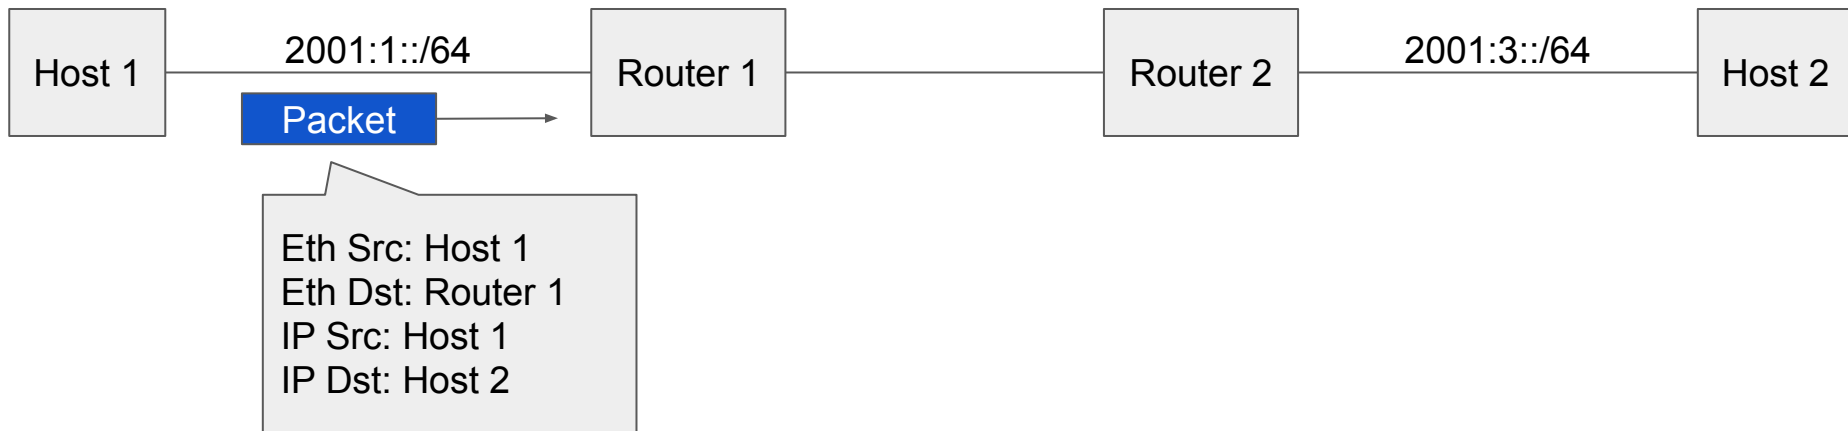 2001:1::/64
2001:3::/64
Host 1
Router 1
Router 2
Host 2
Packet
Eth Src: Host 1
Eth Dst: Router 1
IP Src: Host 1
IP Dst: Host 2